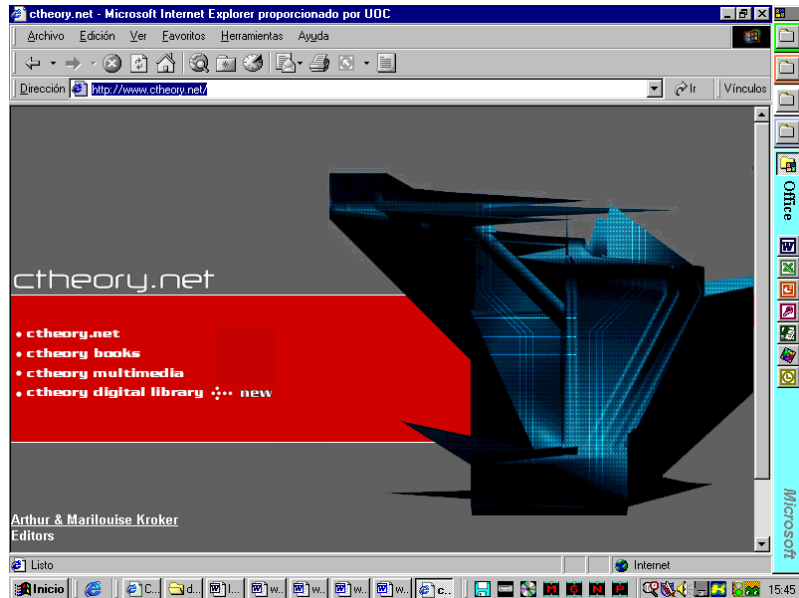 ctheory.net - Microsoft Internet Explorer proporcionado por UOC
Archivo Edición Ver Favoritos Herramientas Ayuda
Dirección http://www.ctheory.net/ Ir Vínculos
ctheory.net
• ctheory.net
• ctheory books
• ctheory multimedia
• ctheory digital library new
Arthur & Marilouise Kroker
Editors
Listo Internet
Inicio C... d... l... w... w... w... w... c... M G N P 15:45
Office
Microsoft